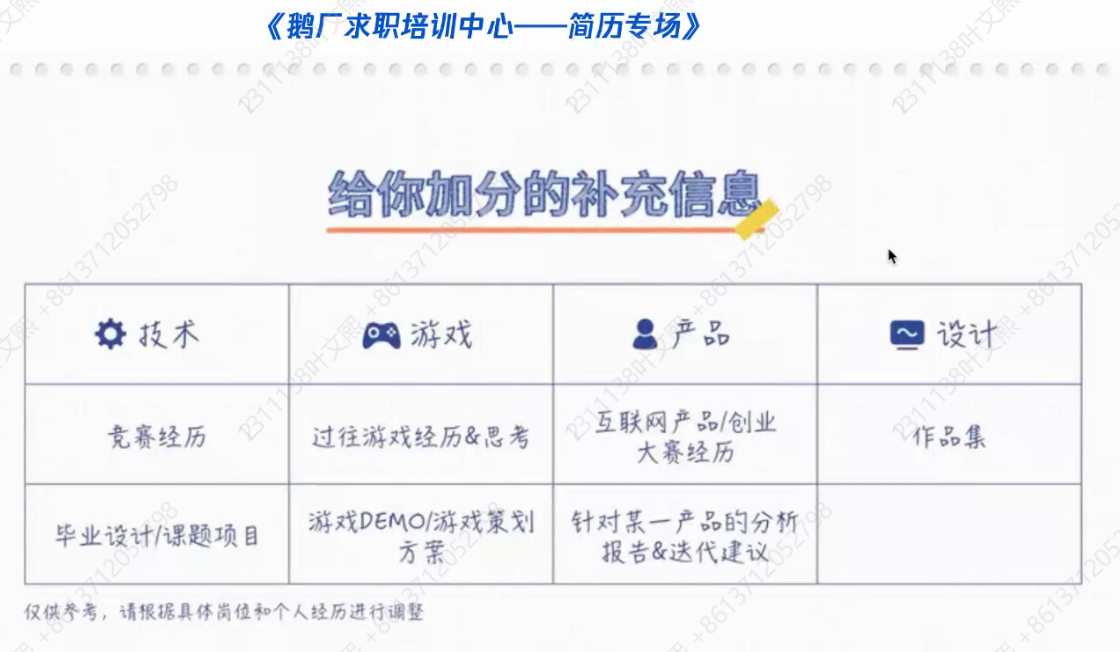 《鹅厂求职培训中心——简历专场》
给你加分的补充信息
技术 游戏 产品 设计
竞赛经历 过往游戏经历&思考 互联网产品/创业
大赛经历 作品集
毕业设计/课题项目 游戏DEMO/游戏策划
方案 针对某一产品的分析
报告&迭代建议
仅供参考，请根据具体岗位和个人经历进行调整
2311138叶文熙 +8613712052798